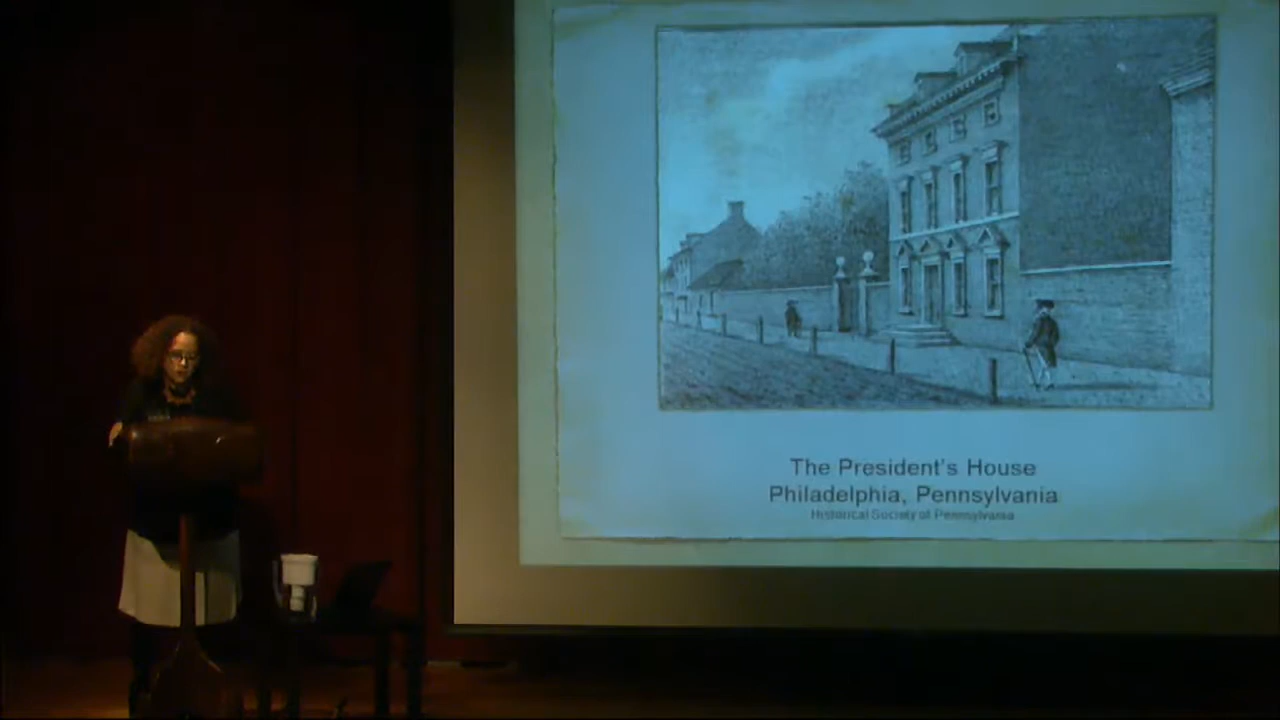 The President's House
Philadelphia, Pennsylvania
Historical Society of Pennsylvania